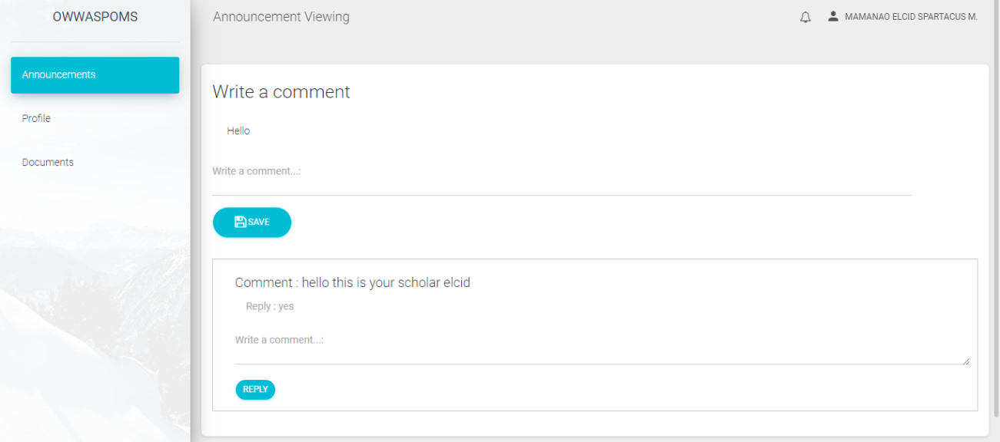 OWWASPOMS
Announcement Viewing
MAMANAO ELCID SPARTACUS M.
Announcements
Profile
Documents
Write a comment
Hello
Write a comment...:
SAVE
Comment : hello this is your scholar elcid
Reply : yes
Write a comment...:
REPLY